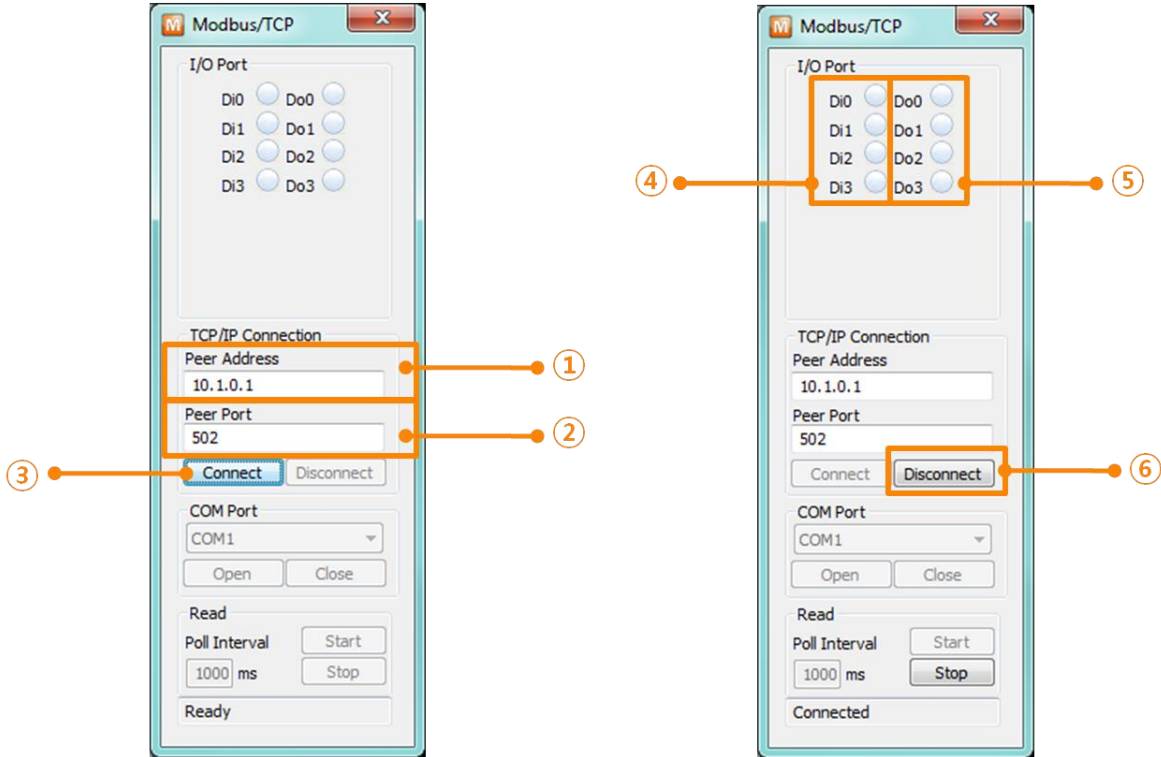 M Modbus/TCP
I/O Port
Di0 Do0
Di1 Do1
Di2 Do2
Di3 Do3
TCP/IP Connection
Peer Address
10.1.0.1
①
Peer Port
502
②
③
Connect Disconnect
COM Port
COM1
Open Close
Read
Poll Interval Start
1000 ms Stop
Ready
M Modbus/TCP
I/O Port
Di0 Do0
Di1 Do1
Di2 Do2
④ Di3 Do3 ⑤
TCP/IP Connection
Peer Address
10.1.0.1
Peer Port
502
Connect Disconnect ⑥
COM Port
COM1
Open Close
Read
Poll Interval Start
1000 ms Stop
Connected